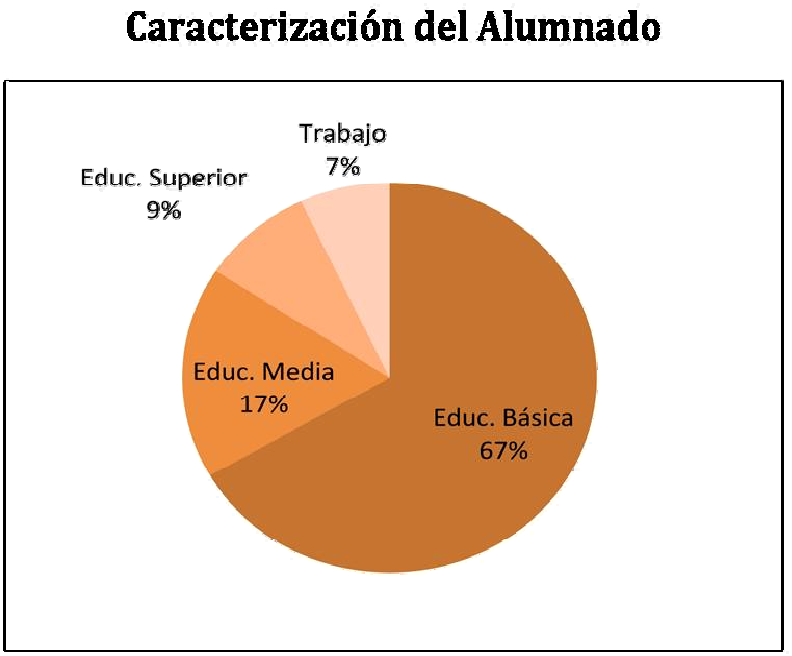 Caracterización del Alumnado
Trabajo
7%
Educ. Superior
9%
Educ. Media
17%
Educ. Básica
67%